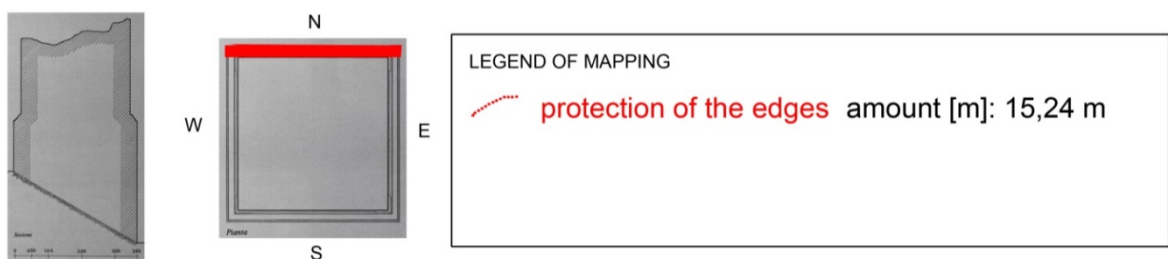 N
W
E
S
Sezione
Pianta
LEGEND OF MAPPING
protection of the edges amount [m]: 15,24 m